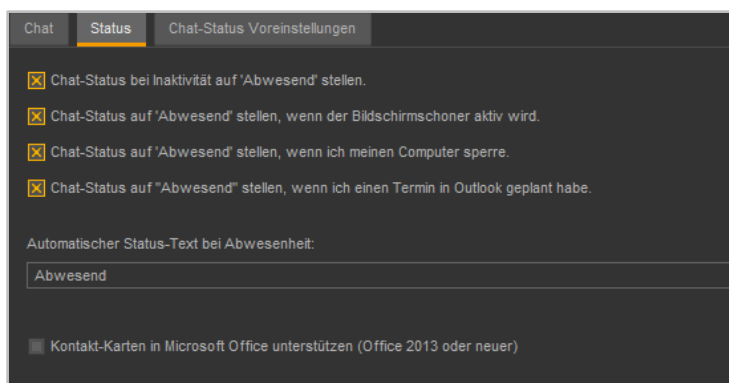 Chat Status Chat-Status Voreinstellungen
Chat-Status bei Inaktivität auf 'Abwesend' stellen.
Chat-Status auf 'Abwesend' stellen, wenn der Bildschirmschoner aktiv wird.
Chat-Status auf 'Abwesend' stellen, wenn ich meinen Computer sperre.
Chat-Status auf "Abwesend" stellen, wenn ich einen Termin in Outlook geplant habe.
Automatischer Status-Text bei Abwesenheit:
Abwesend
Kontakt-Karten in Microsoft Office unterstützen (Office 2013 oder neuer)